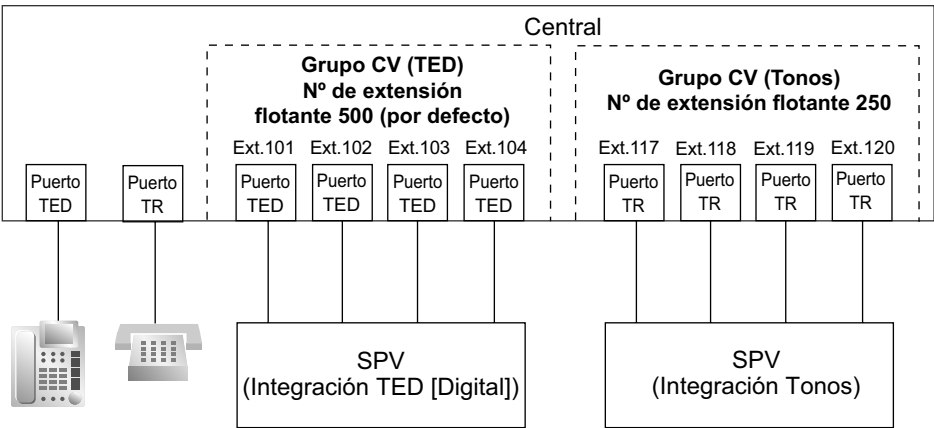 Central
Grupo CV (TED)
Nº de extensión
flotante 500 (por defecto)
Grupo CV (Tonos)
Nº de extensión flotante 250
Ext.101 Ext.102 Ext.103 Ext.104
Ext.117 Ext.118 Ext.119 Ext.120
Puerto
TED
Puerto
TR
Puerto
TED
Puerto
TED
Puerto
TED
Puerto
TED
Puerto
TR
Puerto
TR
Puerto
TR
Puerto
TR
SPV
(Integración TED [Digital])
SPV
(Integración Tonos)